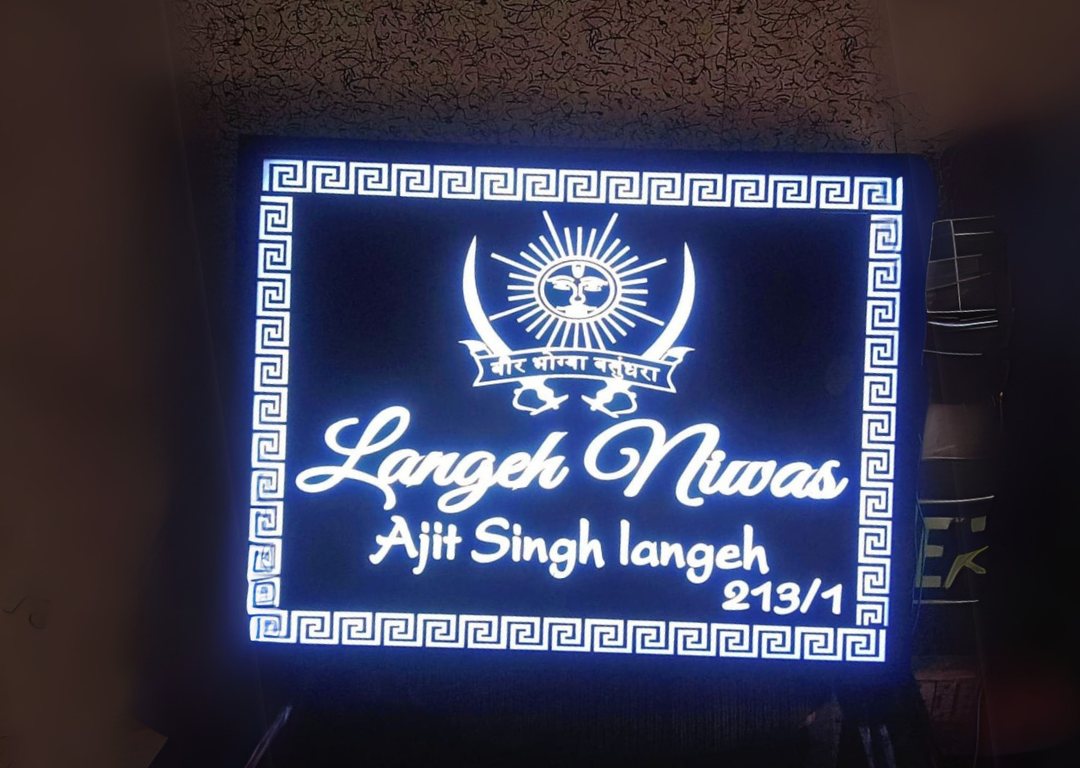 वीर भोग्या वसुंधरा
Langeh Niwas
Ajit Singh langeh
213/1